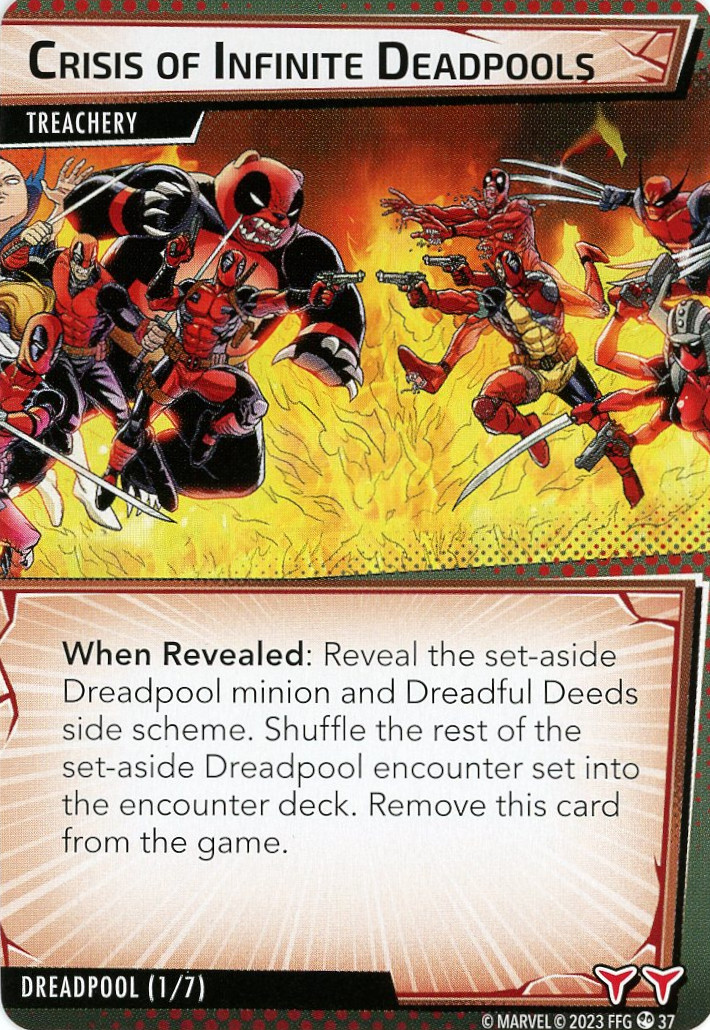 Crisis of Infinite Deadpools
TREACHERY
When Revealed: Reveal the set-aside
Dreadpool minion and Dreadful Deeds
side scheme. Shuffle the rest of the
set-aside Dreadpool encounter set into
the encounter deck. Remove this card
from the game.
DREADPOOL (1/7)
© MARVEL © 2023 FFG 37